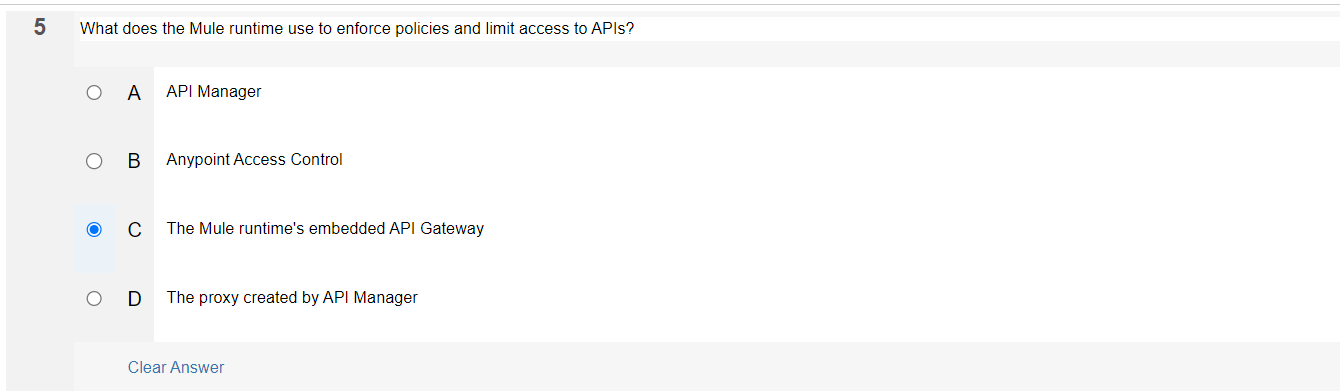 5 What does the Mule runtime use to enforce policies and limit access to APIs?
A API Manager
B Anypoint Access Control
C The Mule runtime's embedded API Gateway
D The proxy created by API Manager
Clear Answer